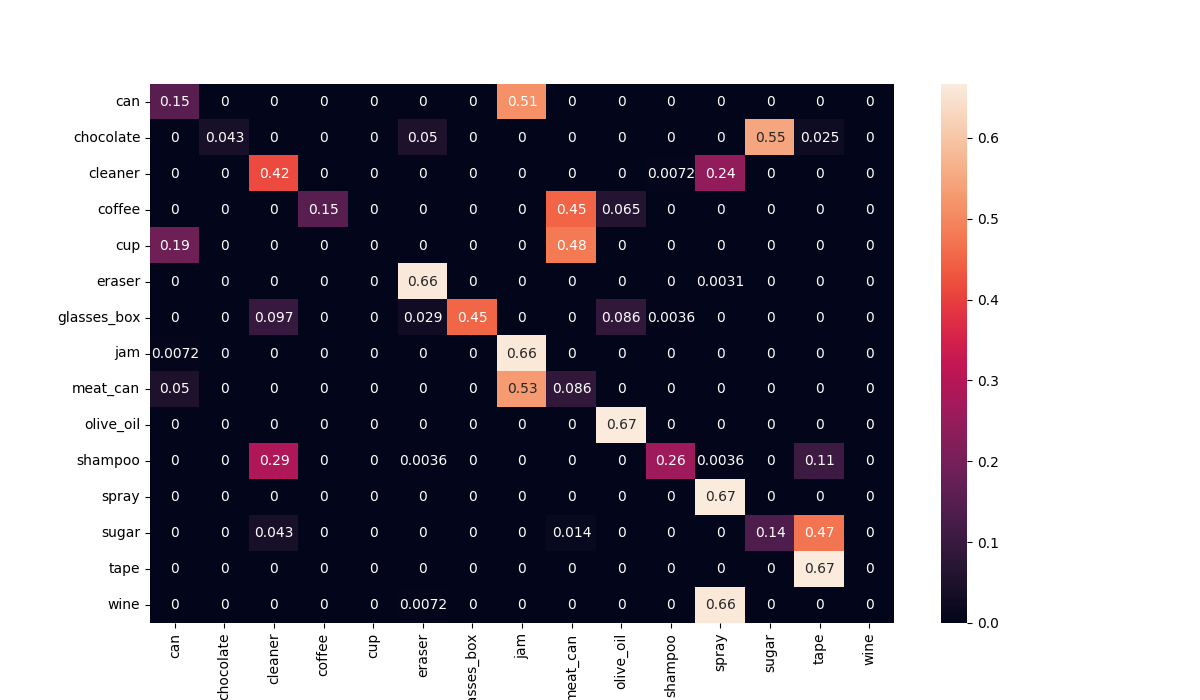 can 0.15 0 0 0 0 0 0 0.51 0 0 0 0 0 0 0
chocolate 0 0.043 0 0 0 0.05 0 0 0 0 0 0 0.55 0.025 0
cleaner 0 0 0.42 0 0 0 0 0 0 0 0.0072 0.24 0 0 0
coffee 0 0 0 0.15 0 0 0 0 0.45 0.065 0 0 0 0 0
cup 0.19 0 0 0 0 0 0 0 0.48 0 0 0 0 0 0
eraser 0 0 0 0 0 0.66 0 0 0 0 0 0.0031 0 0 0
glasses_box 0 0 0.097 0 0 0.029 0.45 0 0 0.086 0.0036 0 0 0 0
jam 0.0072 0 0 0 0 0 0 0.66 0 0 0 0 0 0 0
meat_can 0.05 0 0 0 0 0 0 0.53 0.086 0 0 0 0 0 0
olive_oil 0 0 0 0 0 0 0 0 0 0.67 0 0 0 0 0
shampoo 0 0 0.29 0 0 0.0036 0 0 0 0 0.26 0.0036 0 0.11 0
spray 0 0 0 0 0 0 0 0 0 0 0 0.67 0 0 0
sugar 0 0 0.043 0 0 0 0 0 0.014 0 0 0 0.14 0.47 0
tape 0 0 0 0 0 0 0 0 0 0 0 0 0 0.67 0
wine 0 0 0 0 0 0.0072 0 0 0 0 0 0.66 0 0 0
can chocolate cleaner coffee cup eraser asses_box jam meat_can olive_oil shampoo spray sugar tape wine
0.6
0.5
0.4
0.3
0.2
0.1
0.0